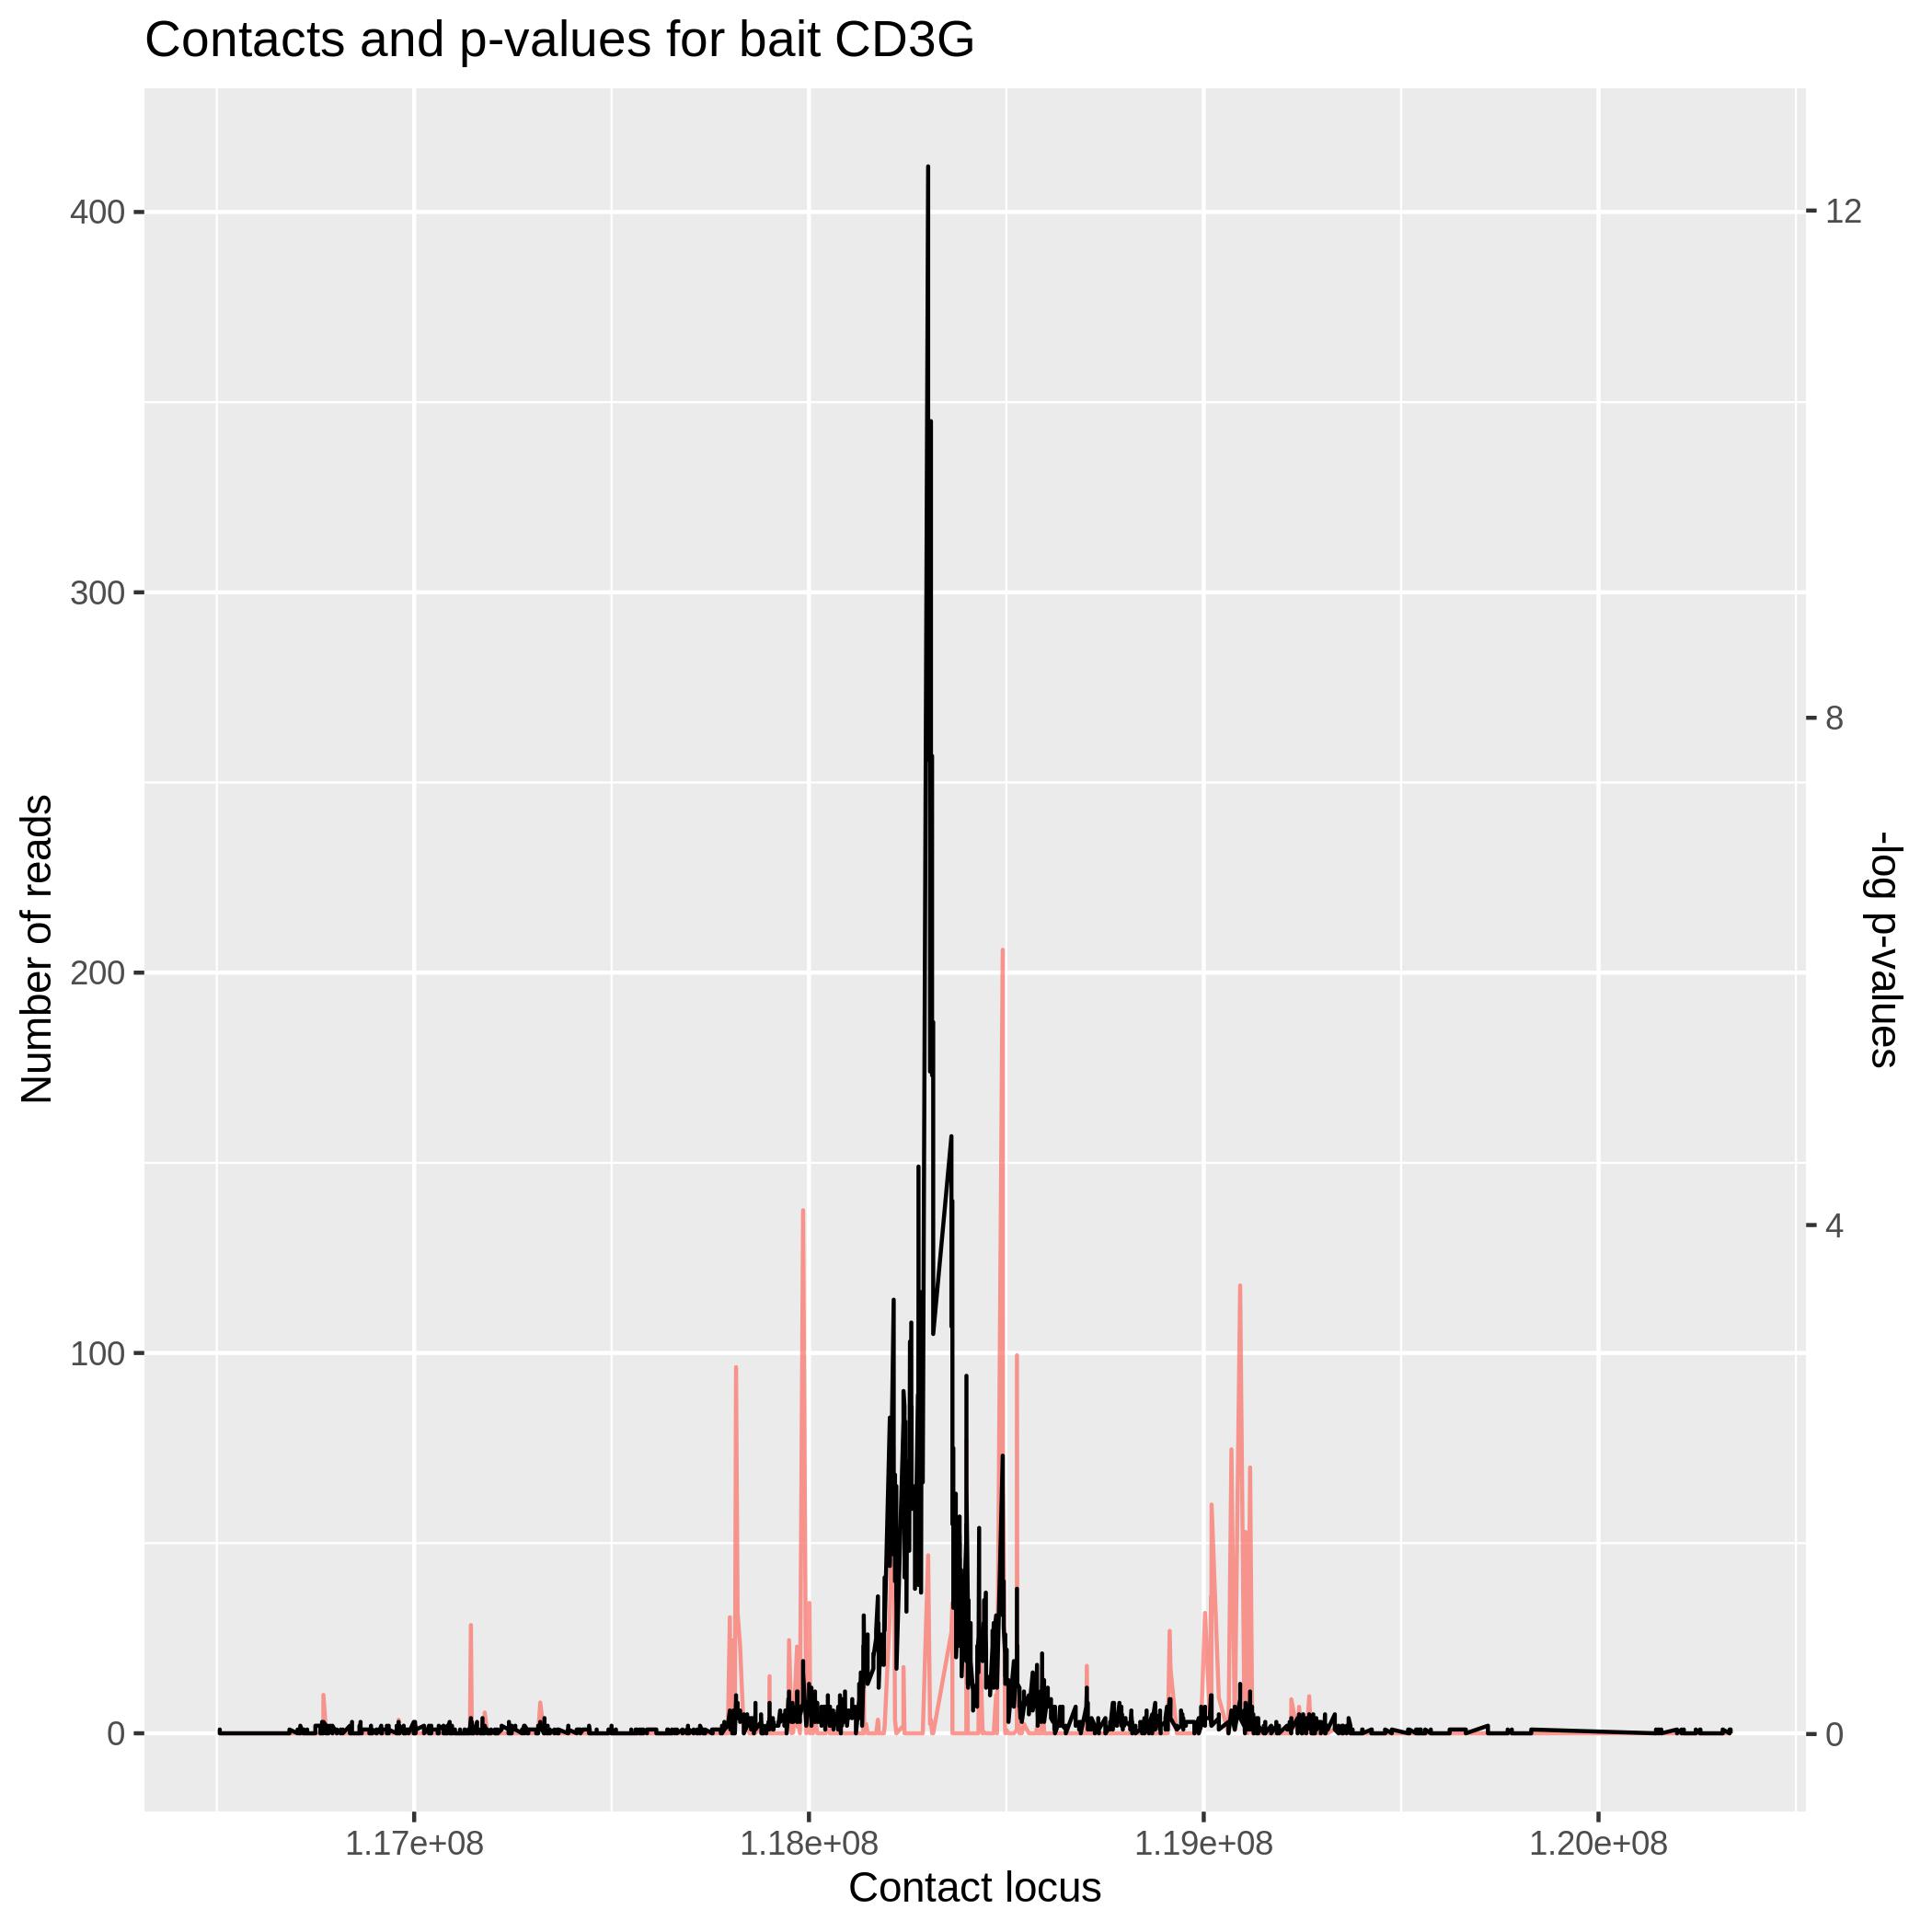 Contacts and p-values for bait CD3G
400
300
200
100
0
Number of reads
12
8
4
0
-log p-values
1.17e+08
1.18e+08
1.19e+08
1.20e+08
Contact locus